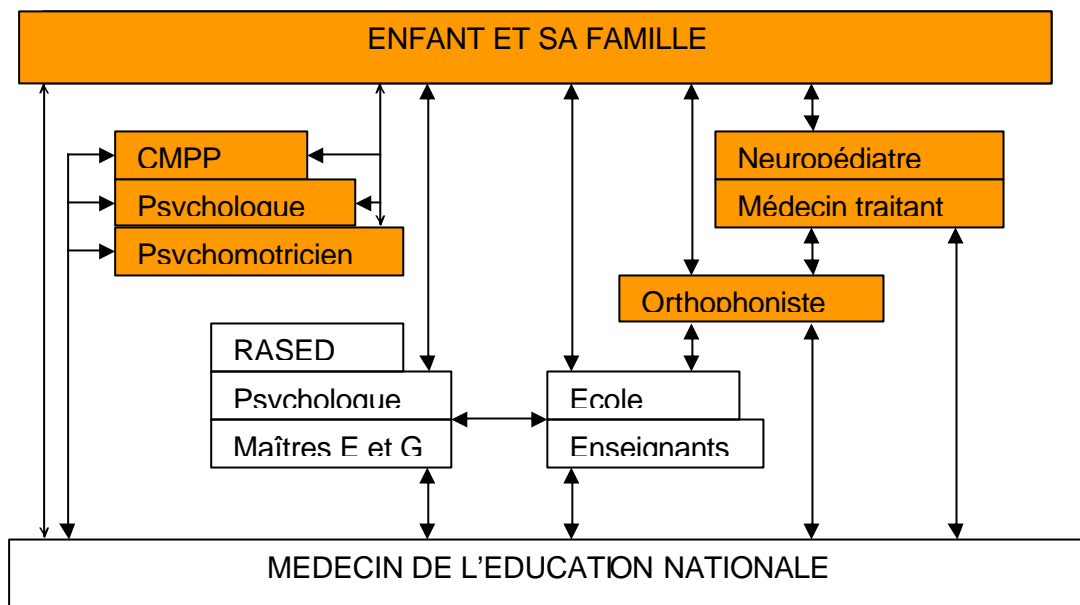 ENFANT ET SA FAMILLE
CMPP
Psychologue
Psychomotricien
Neuropédiatre
Médecin traitant
Orthophoniste
RASED
Psychologue
Maîtres E et G
Ecole
Enseignants
MEDECIN DE L'EDUCATION NATIONALE